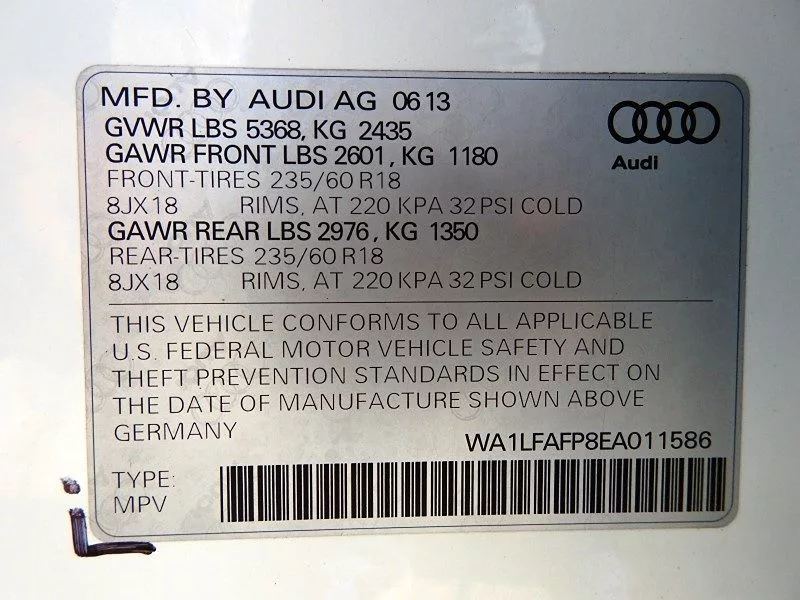 MFD. BY AUDI AG 0613
GVWR LBS 5368, KG 2435
GAWR FRONT LBS 2601, KG 1180
FRONT-TIRES 235/60 R18
8JX18 RIMS, AT 220 KPA 32 PSI COLD
GAWR REAR LBS 2976, KG 1350
REAR-TIRES 235/60 R18
8JX18 RIMS, AT 220 KPA 32 PSI COLD
Audi
THIS VEHICLE CONFORMS TO ALL APPLICABLE
U.S. FEDERAL MOTOR VEHICLE SAFETY AND
THEFT PREVENTION STANDARDS IN EFFECT ON
THE DATE OF MANUFACTURE SHOWN ABOVE
GERMANY
WA1LFAFP8EA011586
TYPE:
MPV